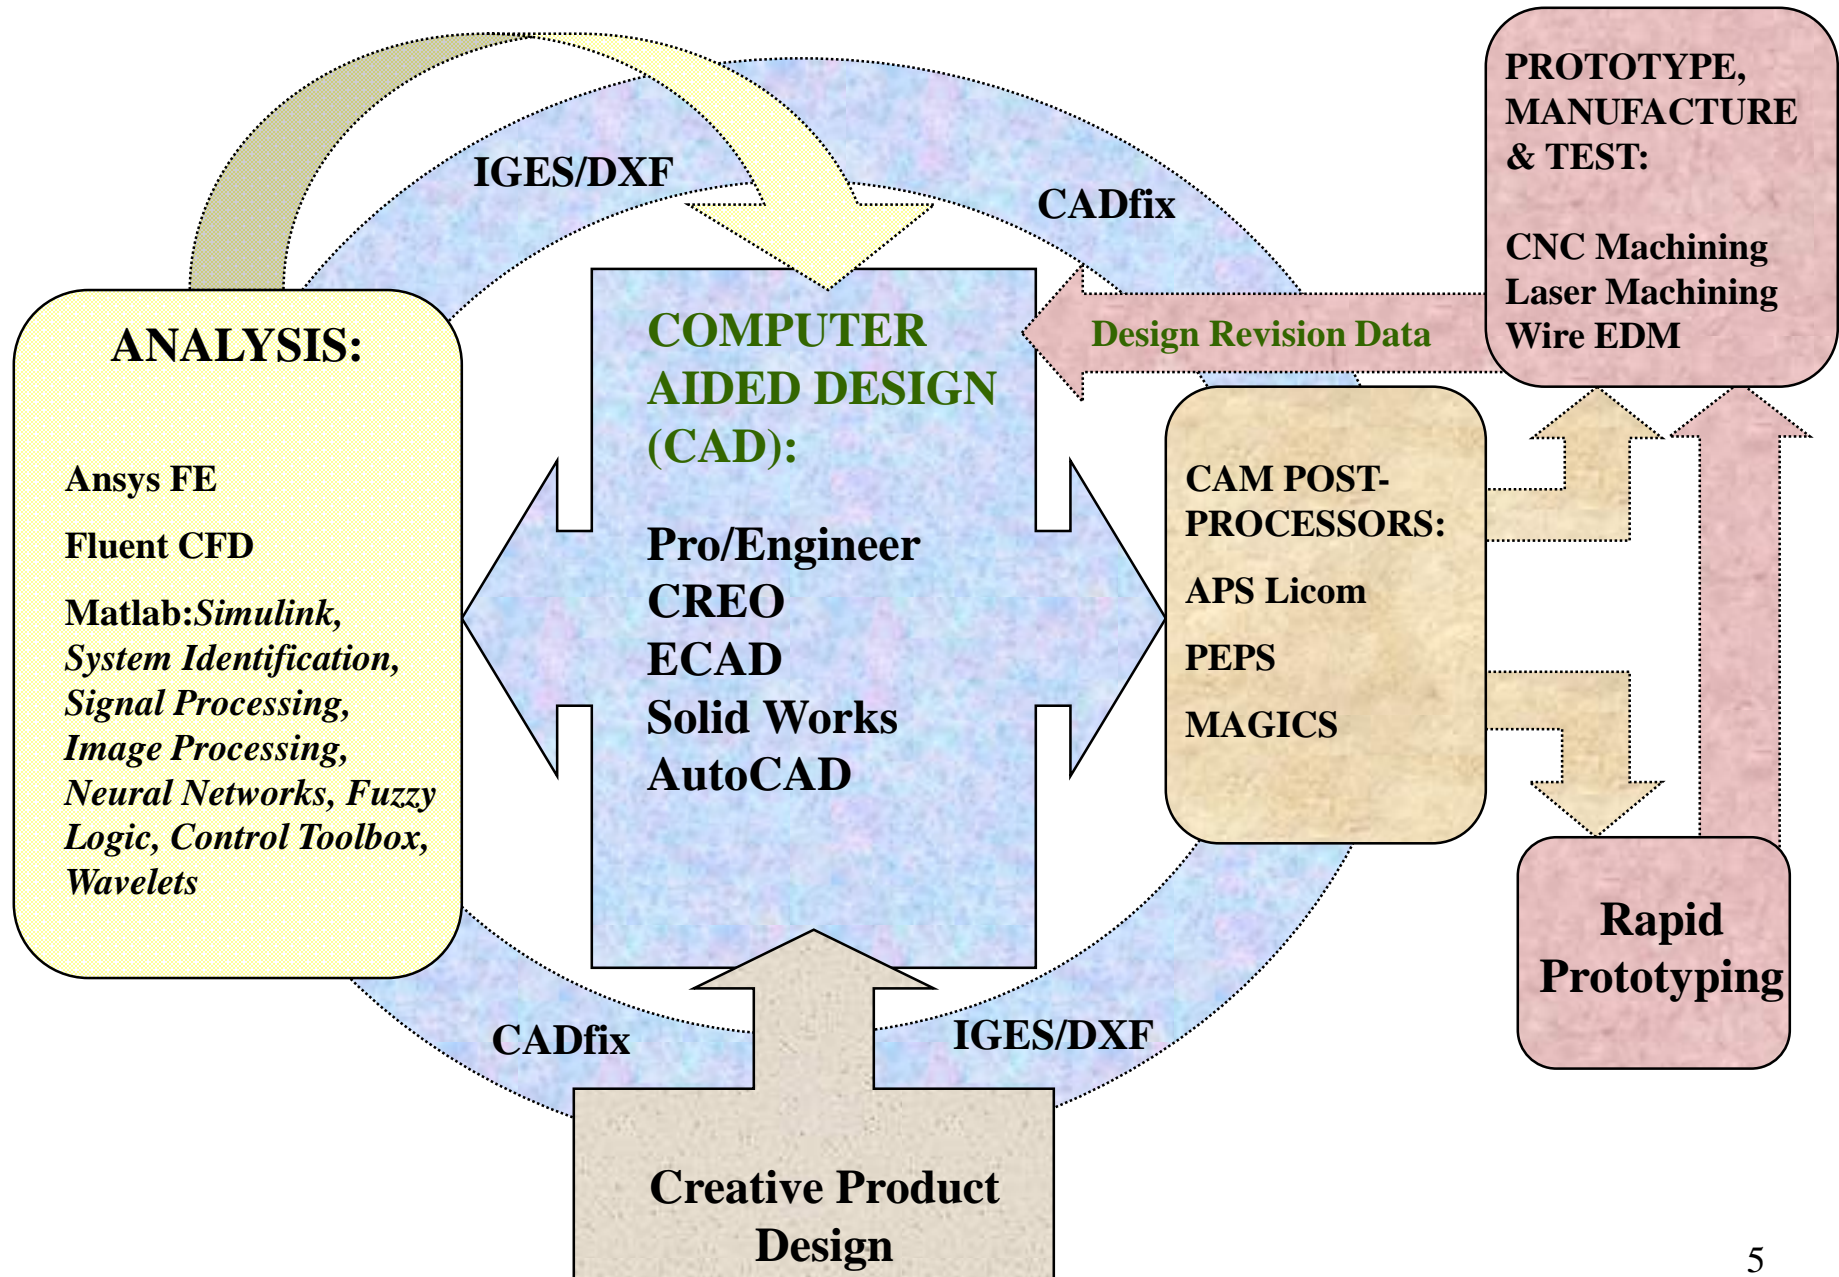 IGES/DXF
CADfix
PROTOTYPE,
MANUFACTURE
& TEST:
CNC Machining
Laser Machining
Wire EDM
ANALYSIS:
Ansys FE
Fluent CFD
Matlab:Simulink,
System Identification,
Signal Processing,
Image Processing,
Neural Networks, Fuzzy
Logic, Control Toolbox,
Wavelets
COMPUTER
AIDED DESIGN
(CAD):
Pro/Engineer
CREO
ECAD
Solid Works
AutoCAD
Design Revision Data
CAM POST-
PROCESSORS:
APS Licom
PEPS
MAGICS
Rapid
Prototyping
CADfix
IGES/DXF
Creative Product
Design
5